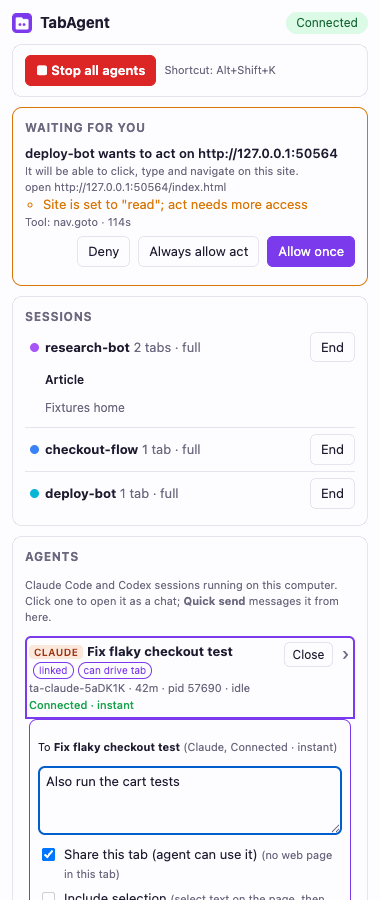 TabAgent
Connected
Stop all agents
Shortcut: Alt+Shift+K
WAITING FOR YOU
deploy-bot wants to act on http://127.0.0.1:50564
It will be able to click, type and navigate on this site.
open http://127.0.0.1:50564/index.html
Site is set to "read"; act needs more access
Tool: nav.goto · 114s
Deny
Always allow act
Allow once
SESSIONS
research-bot 2 tabs · full
End
Article
Fixtures home
checkout-flow 1 tab · full
End
deploy-bot 1 tab · full
End
AGENTS
Claude Code and Codex sessions running on this computer.
Click one to open it as a chat; Quick send messages it from
here.
CLAUDE Fix flaky checkout test
Close
linked can drive tab
ta-claude-5aDK1K · 42m · pid 57690 · idle
Connected · instant
To Fix flaky checkout test (Claude, Connected · instant)
Also run the cart tests
Share this tab (agent can use it) (no web page
in this tab)
Include selection (select text on the page, then